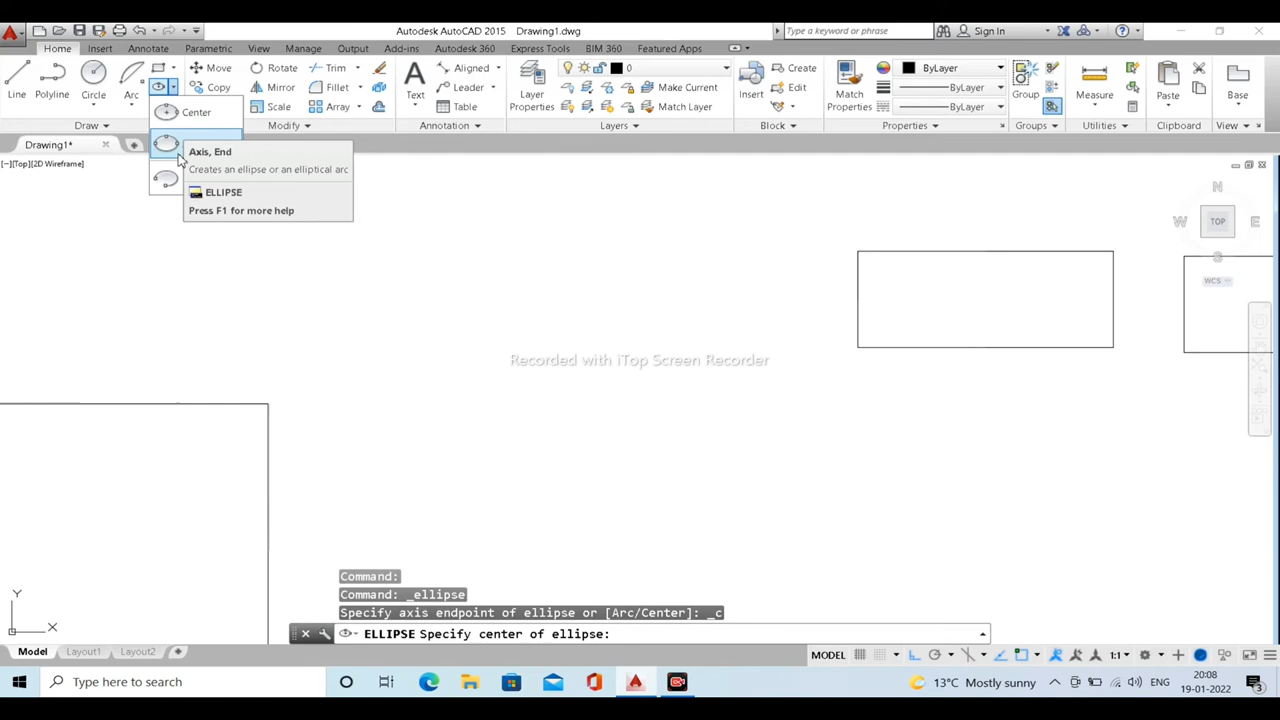 Autodesk AutoCAD 2015 Drawing1.dwg
Type a keyword or phrase
Sign In
Home Insert Annotate Parametric View Manage Output Add-ins Autodesk 360 Express Tools BIM 360 Featured Apps
Line
Polyline
Circle
Arc
Move
Copy
Rotate
Mirror
Scale
Trim
Fillet
Array
Text
Aligned
Leader
Table
Layer
Properties
0
Make Current
Match Layer
Insert
Create
Edit
Match
Properties
ByLayer
ByLayer
ByLayer
Group
Measure
Paste
Base
Draw
Modify
Annotation
Layers
Block
Properties
Groups
Utilities
Clipboard
View
Center
Drawing1*
Axis, End
Creates an ellipse or an elliptical arc
ELLIPSE
Press F1 for more help
[−][Top][2D Wireframe]
N
W
TOP
E
S
WCS
Recorded with iTop Screen Recorder
Y
X
Command:
Command: _ellipse
Specify axis endpoint of ellipse or [Arc/Center]: _c
ELLIPSE Specify center of ellipse:
Model Layout1 Layout2
MODEL
1:1
Type here to search
13°C Mostly sunny
ENG
20:08
19-01-2022
3